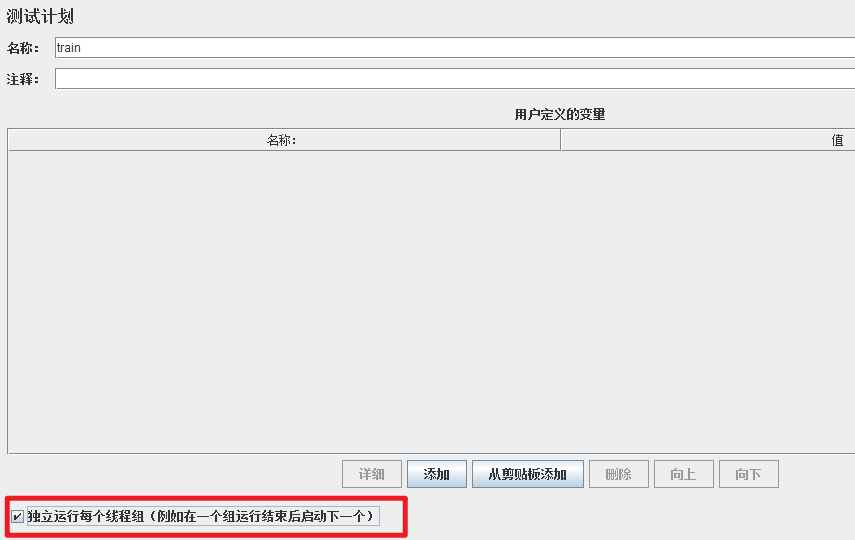 测试计划
名称： train
注释：
用户定义的变量
名称： 值
详细 添加 从剪贴板添加 删除 向上 向下
独立运行每个线程组（例如在一个组运行结束后启动下一个）